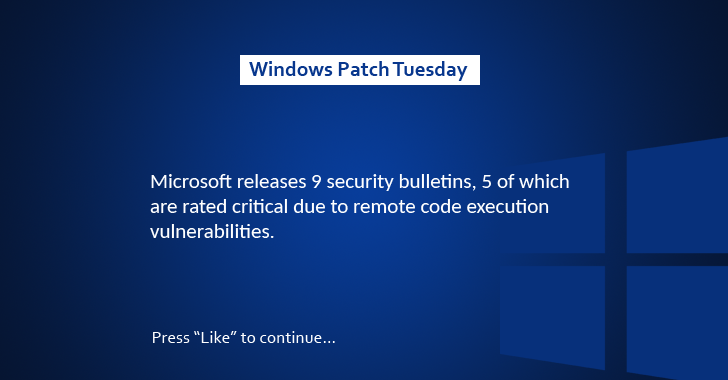 Windows Patch Tuesday
Microsoft releases 9 security bulletins, 5 of which
are rated critical due to remote code execution
vulnerabilities.
Press “Like” to continue...